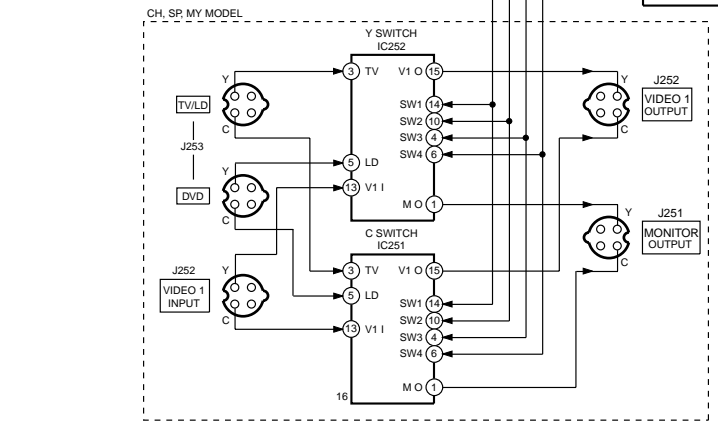 CH, SP, MY MODEL
Y SWITCH
IC252
3 TV
V1 O 15
SW1 14
SW2 10
SW3 4
SW4 6
5 LD
13 V1 I
M O 1
Y
TV/LD
C
J253
Y
DVD
C
J252
VIDEO 1
INPUT
Y
C
Y
J252
VIDEO 1
OUTPUT
C
Y
J251
MONITOR
OUTPUT
C
C SWITCH
IC251
3 TV
V1 O 15
5 LD
SW1 14
SW2 10
13 V1 I
SW3 4
SW4 6
M O 1
16